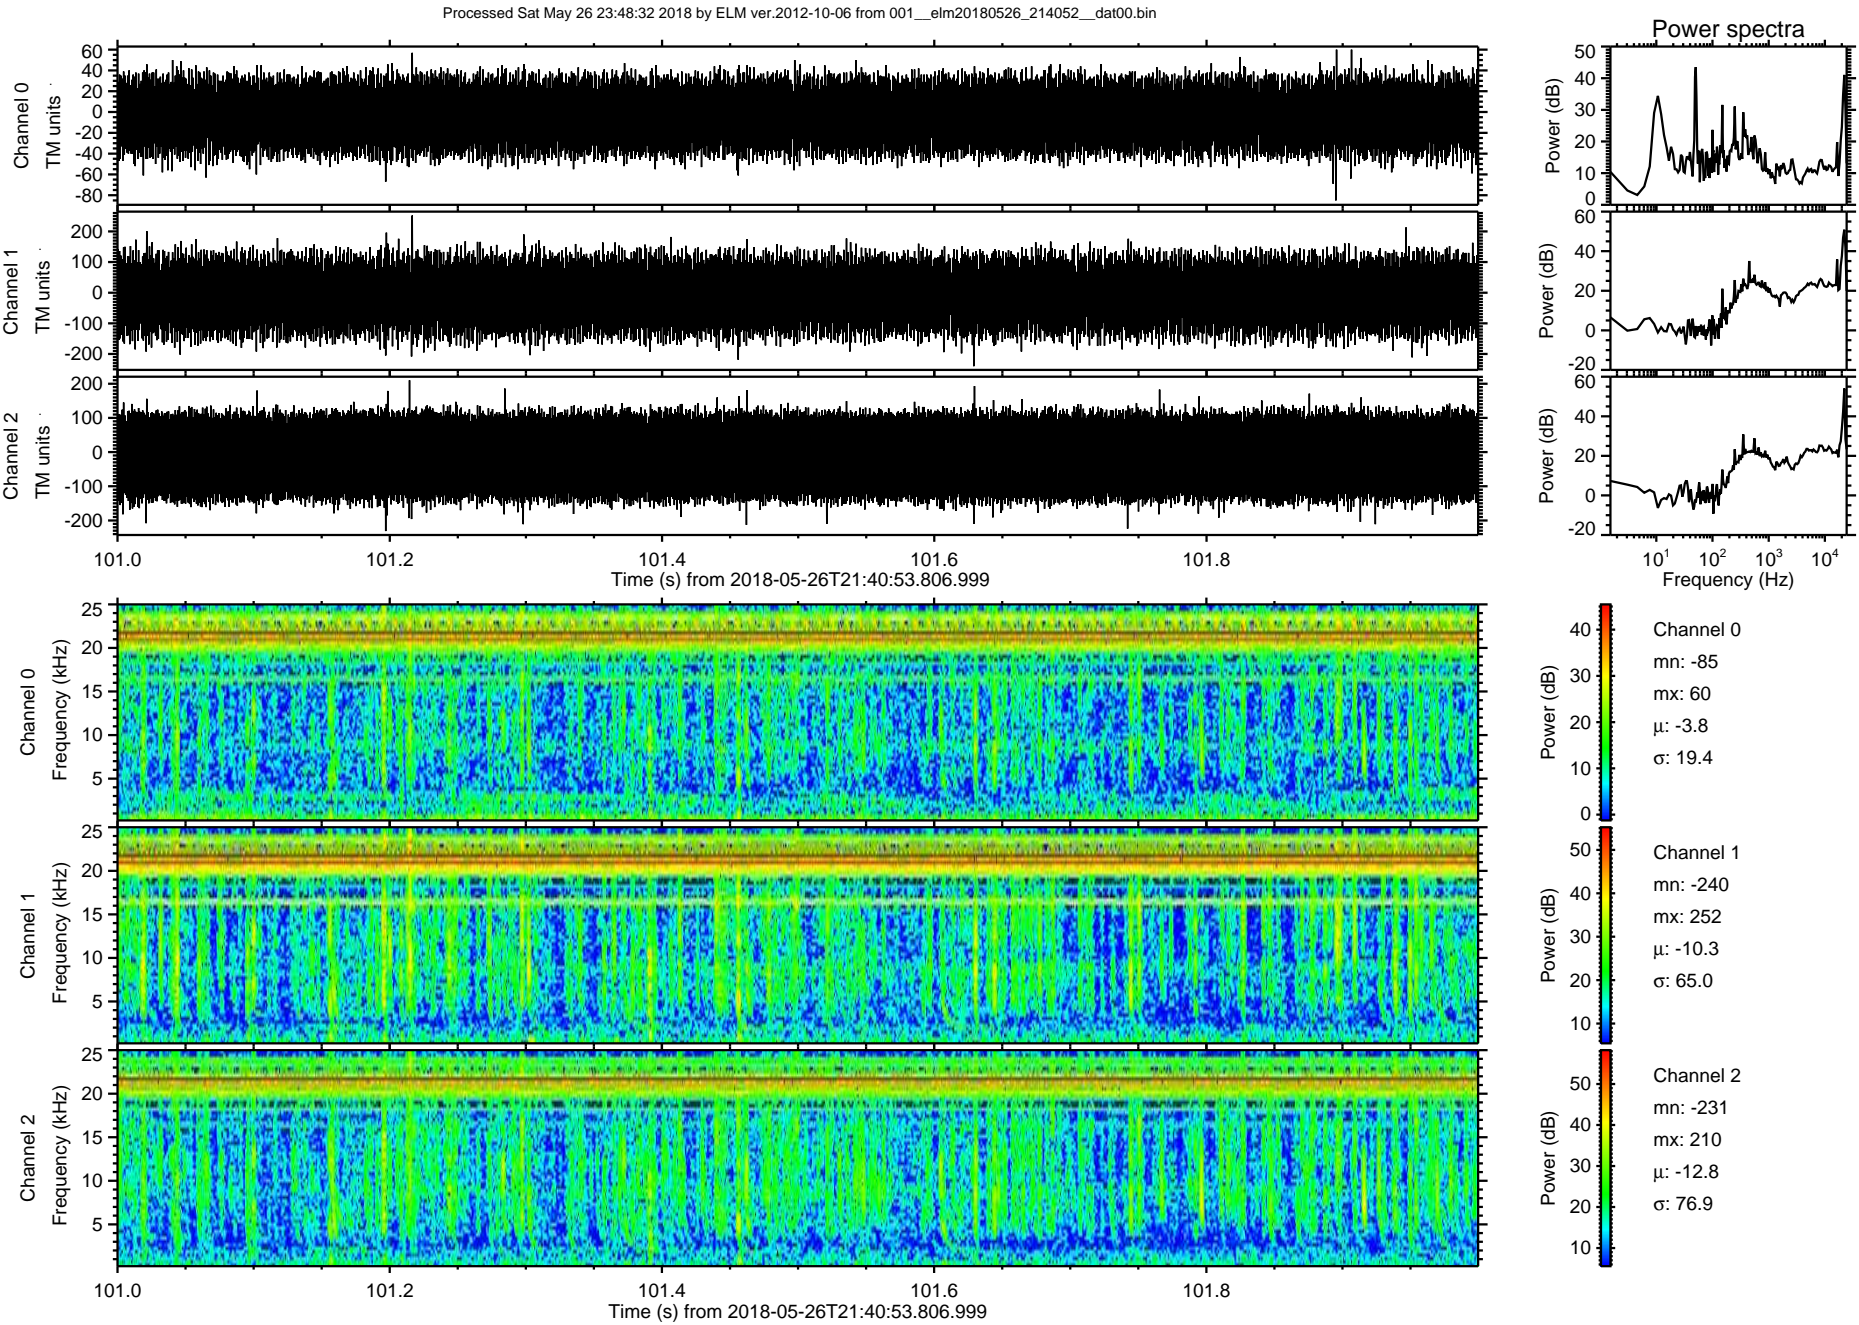 Processed Sat May 26 23:48:32 2018 by ELM ver.2012-10-06 from 001__elm20180526_214052__dat00.bin
Power spectra
Channel 0
TM units
60
40
20
0
-20
-40
-60
-80
Power (dB)
50
40
30
20
10
0
Channel 1
TM units
200
100
0
-100
-200
Power (dB)
60
40
20
0
-20
Channel 2
TM units
200
100
0
-100
-200
Power (dB)
60
40
20
0
-20
101.0 101.2 101.4 101.6 101.8
Time (s) from 2018-05-26T21:40:53.806.999
10^1 10^2 10^3 10^4
Frequency (Hz)
Channel 0
Frequency (kHz)
25
20
15
10
5
Power (dB)
40
30
20
10
0
Channel 0
mn: -85
mx: 60
μ: -3.8
σ: 19.4
Channel 1
Frequency (kHz)
25
20
15
10
5
Power (dB)
50
40
30
20
10
Channel 1
mn: -240
mx: 252
μ: -10.3
σ: 65.0
Channel 2
Frequency (kHz)
25
20
15
10
5
Power (dB)
50
40
30
20
10
Channel 2
mn: -231
mx: 210
μ: -12.8
σ: 76.9
101.0 101.2 101.4 101.6 101.8
Time (s) from 2018-05-26T21:40:53.806.999